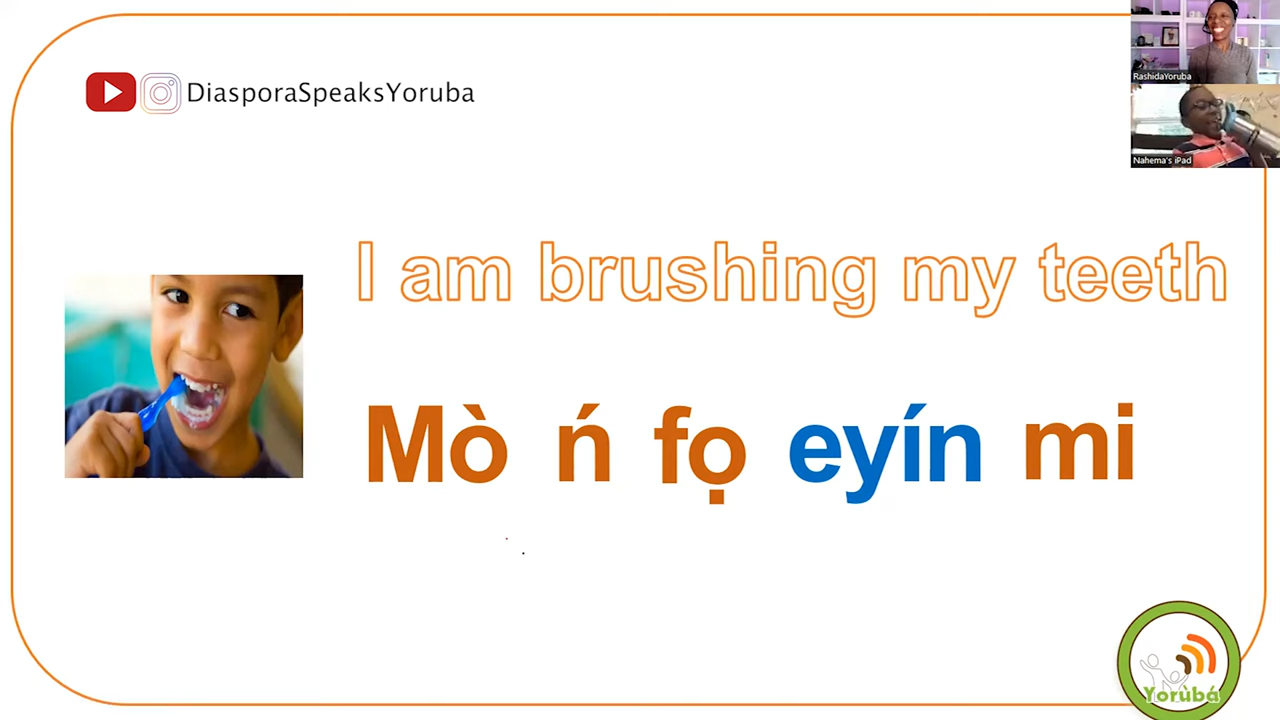 DiasporaSpeaksYoruba
RashidaYoruba
Nahema's iPad
I am brushing my teeth
Mò ń fọ eyín mi
Yorùbá